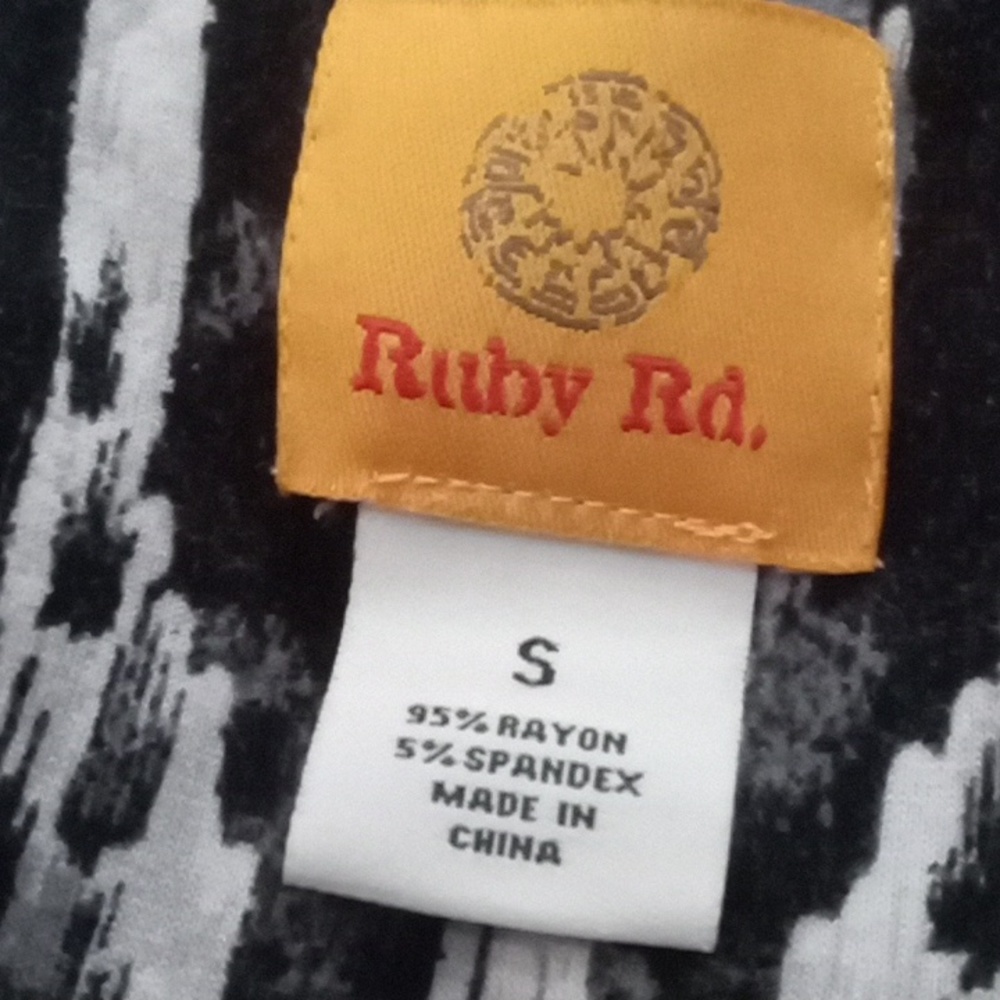 Ruby Rd.
S
95% RAYON
5% SPANDEX
MADE IN
CHINA